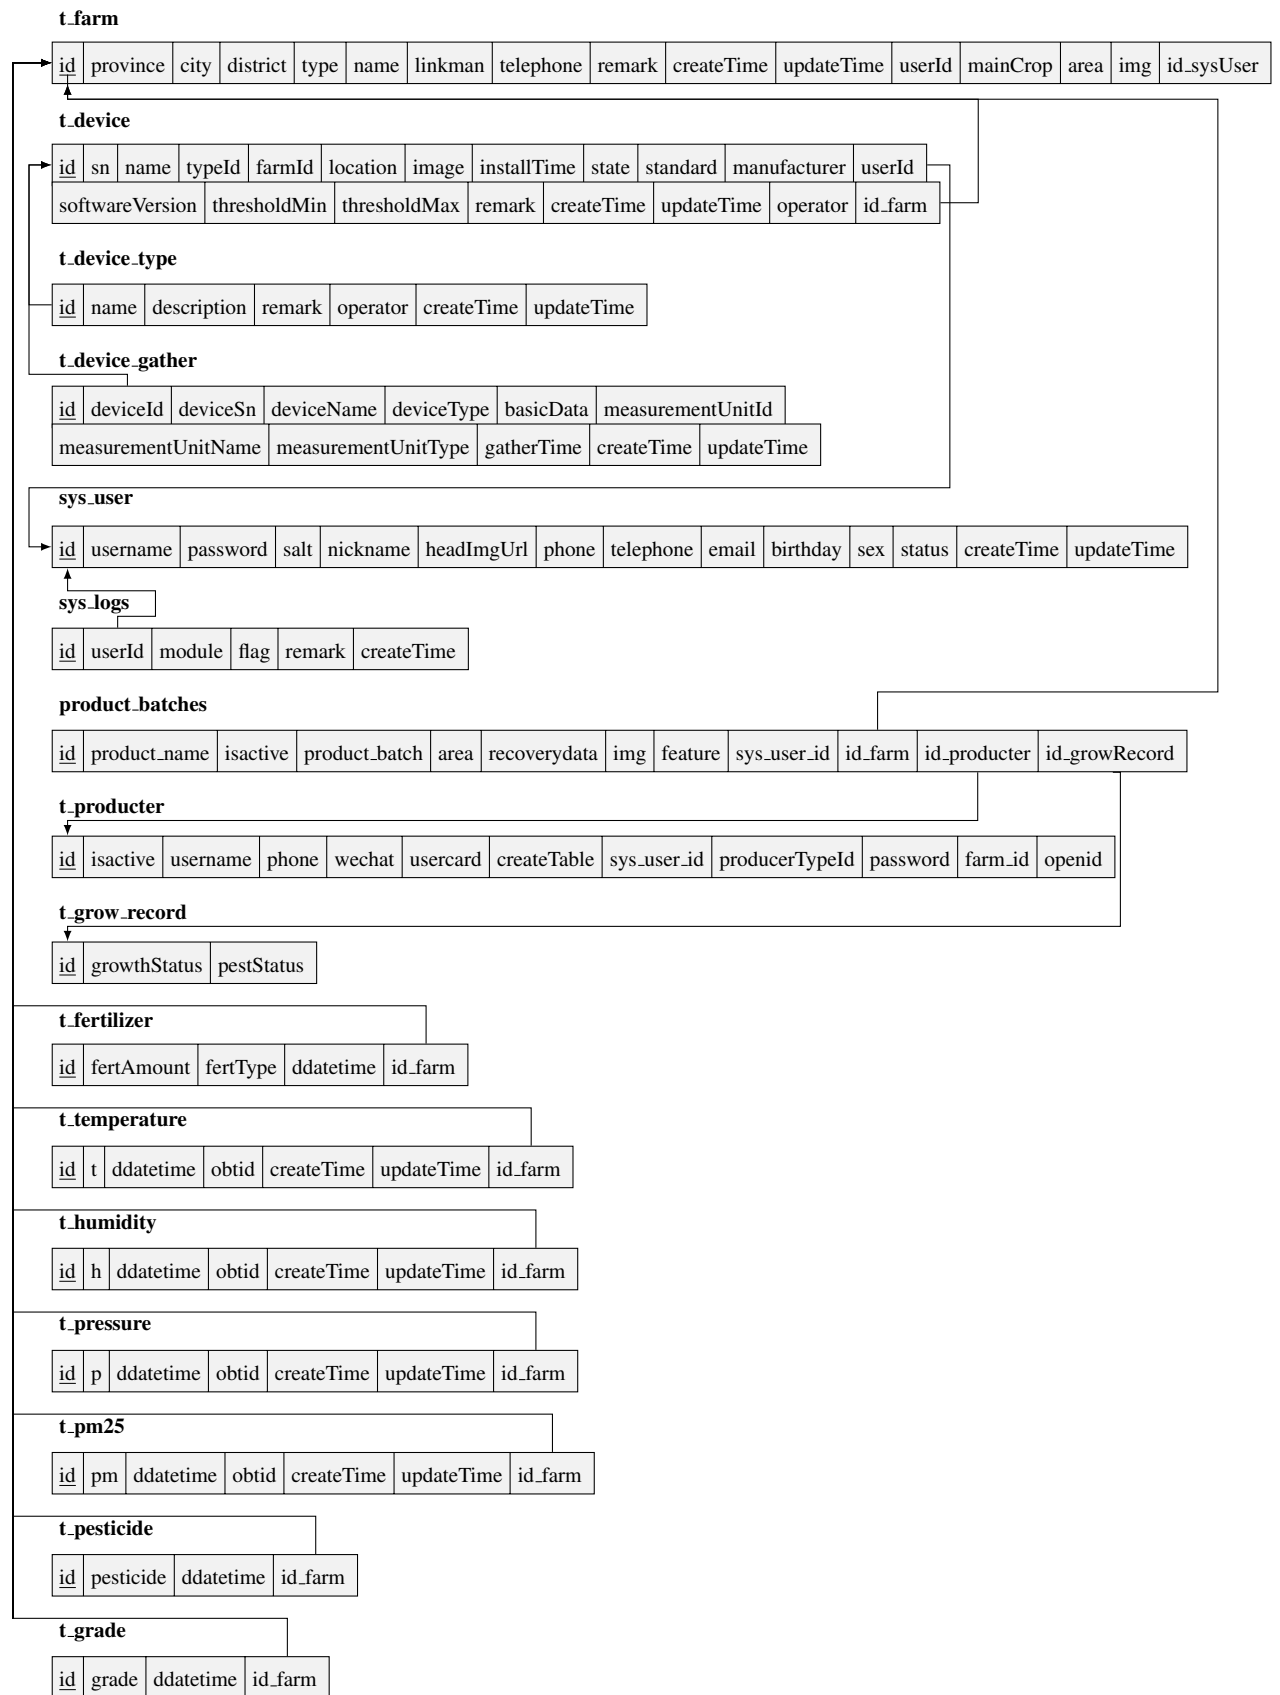 t_farm
id province city district type name linkman telephone remark createTime updateTime userId mainCrop area img id_sysUser
t_device
id sn name typeId farmId location image installTime state standard manufacturer userId
softwareVersion thresholdMin thresholdMax remark createTime updateTime operator id_farm
t_device_type
id name description remark operator createTime updateTime
t_device_gather
id deviceId deviceSn deviceName deviceType basicData measurementUnitId
measurementUnitName measurementUnitType gatherTime createTime updateTime
sys_user
id username password salt nickname headImgUrl phone telephone email birthday sex status createTime updateTime
sys_logs
id userId module flag remark createTime
product_batches
id product_name isactive product_batch area recoverydata img feature sys_user_id id_farm id_producter id_growRecord
t_producter
id isactive username phone wechat usercard createTable sys_user_id producerTypeId password farm_id openid
t_grow_record
id growthStatus pestStatus
t_fertilizer
id fertAmount fertType ddatetime id_farm
t_temperature
id t ddatetime obtid createTime updateTime id_farm
t_humidity
id h ddatetime obtid createTime updateTime id_farm
t_pressure
id p ddatetime obtid createTime updateTime id_farm
t_pm25
id pm ddatetime obtid createTime updateTime id_farm
t_pesticide
id pesticide ddatetime id_farm
t_grade
id grade ddatetime id_farm